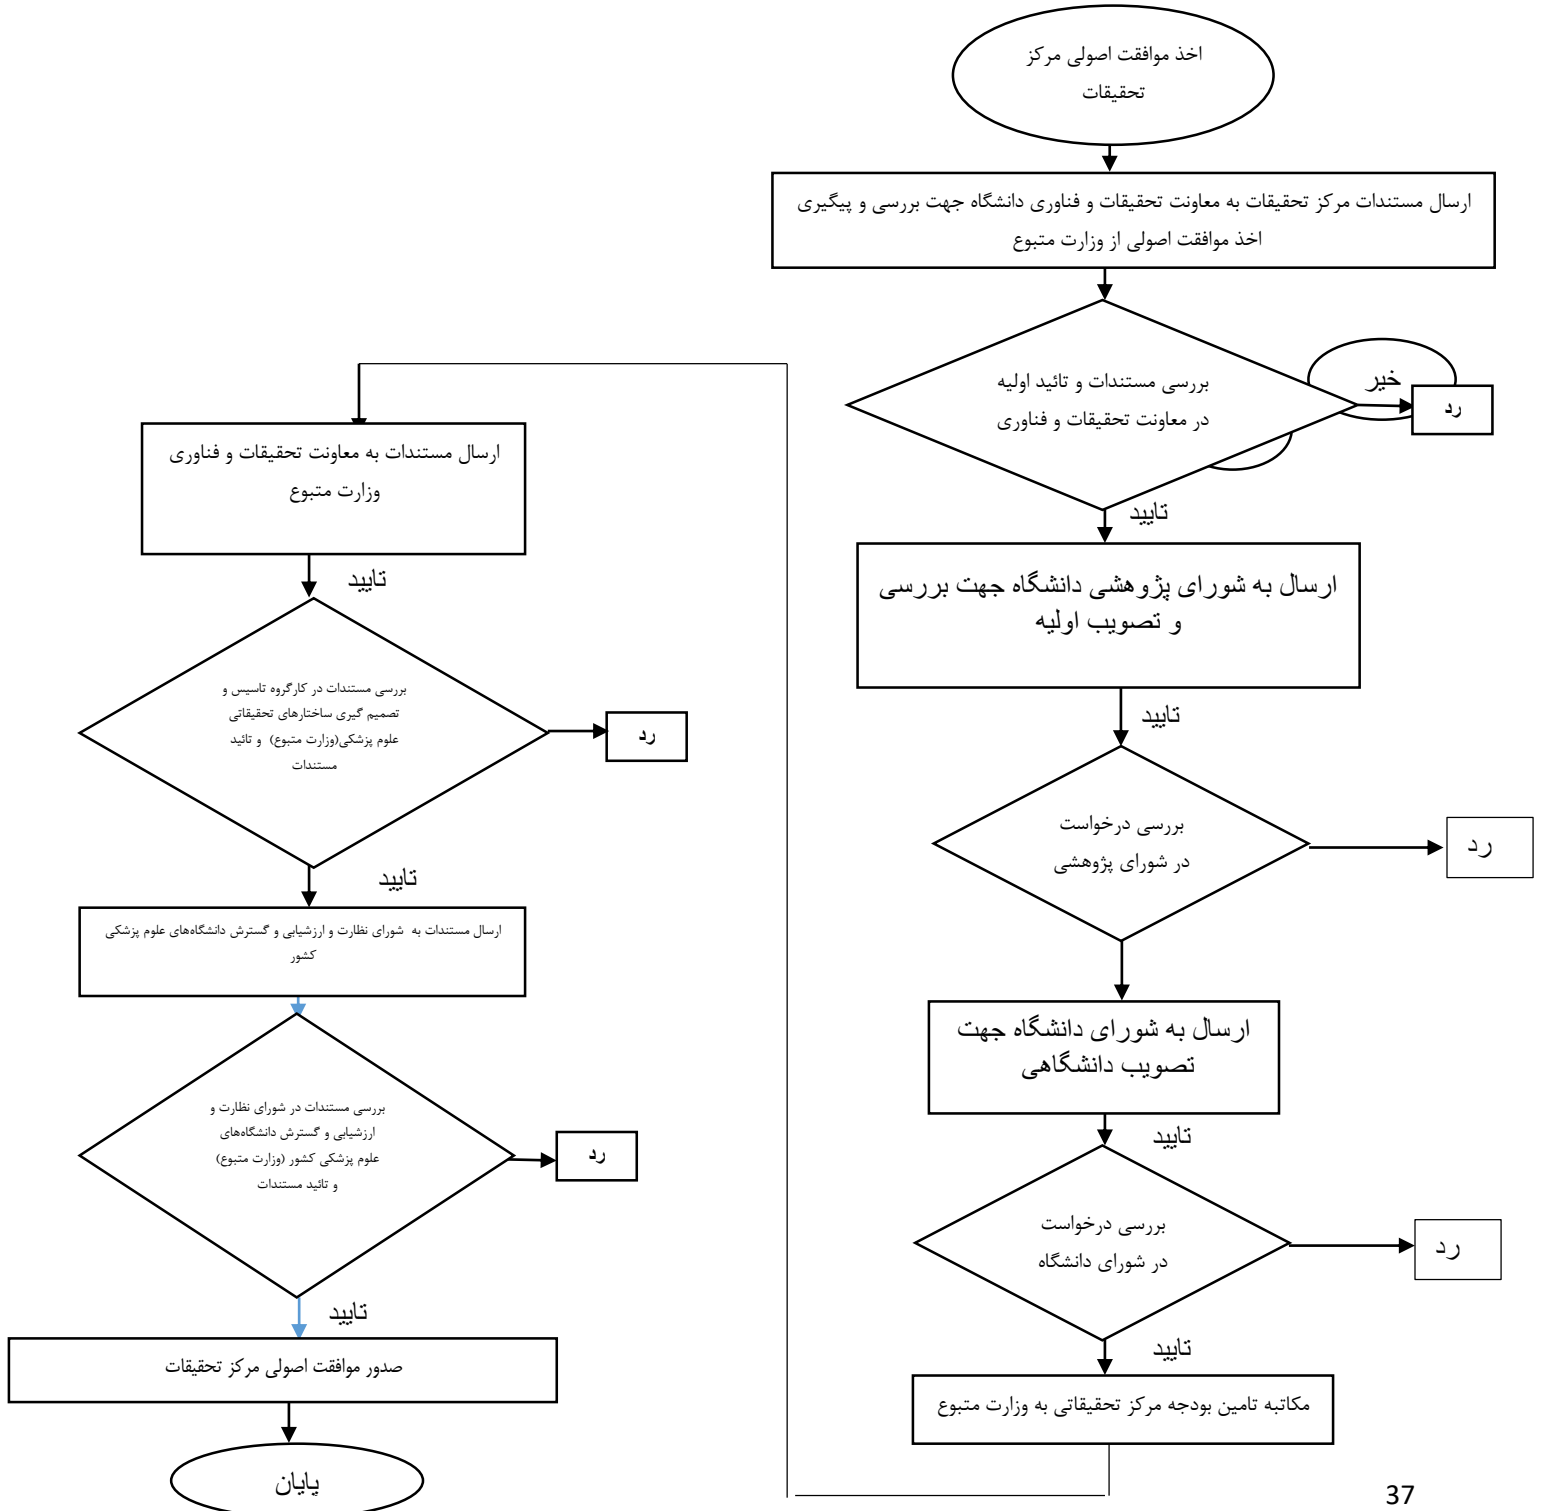 اخذ موافقت اصولی مرکز
تحقیقات
ارسال مستندات مرکز تحقیقات به معاونت تحقیقات و فناوری دانشگاه جهت بررسی و پیگیری
اخذ موافقت اصولی از وزارت متبوع
بررسی مستندات و تائید اولیه
در معاونت تحقیقات و فناوری
خیر
رد
تایید
ارسال به شورای پژوهشی دانشگاه جهت بررسی
و تصویب اولیه
تایید
بررسی درخواست
در شورای پژوهشی
رد
ارسال به شورای دانشگاه جهت
تصویب دانشگاهی
تایید
بررسی درخواست
در شورای دانشگاه
رد
تایید
مکاتبه تامین بودجه مرکز تحقیقاتی به وزارت متبوع
ارسال مستندات به معاونت تحقیقات و فناوری
وزارت متبوع
تایید
بررسی مستندات در کارگروه تاسیس و
تصمیم گیری ساختارهای تحقیقاتی
علوم پزشکی(وزارت متبوع) و تائید
مستندات
رد
تایید
ارسال مستندات به شورای نظارت و ارزشیابی و گسترش دانشگاه‌های علوم پزشکی
کشور
بررسی مستندات در شورای نظارت و
ارزشیابی و گسترش دانشگاه‌های
علوم پزشکی کشور (وزارت متبوع)
و تائید مستندات
رد
تایید
صدور موافقت اصولی مرکز تحقیقات
پایان
37